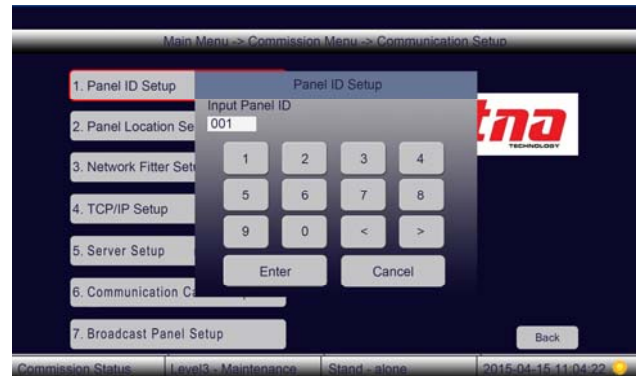 Main Menu -> Commission Menu -> Communication Setup
1. Panel ID Setup
2. Panel Location Se
3. Network Fitter Setu
4. TCP/IP Setup
5. Server Setup
6. Communication Ca
7. Broadcast Panel Setup
Panel ID Setup
Input Panel ID
001
1 2 3 4
5 6 7 8
9 0 < >
Enter Cancel
tna
TECHNOLOGY
Back
Commission Status Level3 - Maintenance Stand - alone 2015-04-15 11:04:22